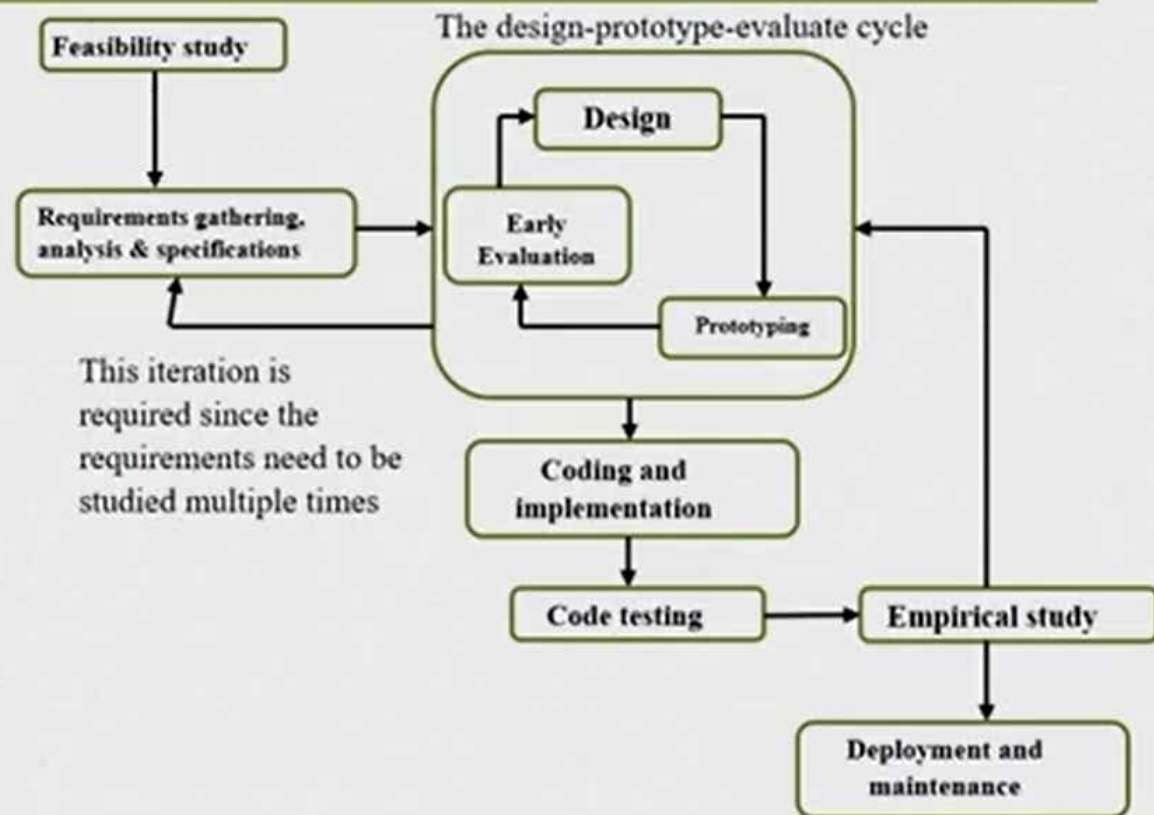 The design-prototype-evaluate cycle
Feasibility study
Design
Requirements gathering,
analysis & specifications
Early
Evaluation
Prototyping
This iteration is
required since the
requirements need to be
studied multiple times
Coding and
implementation
Code testing
Empirical study
Deployment and
maintenance